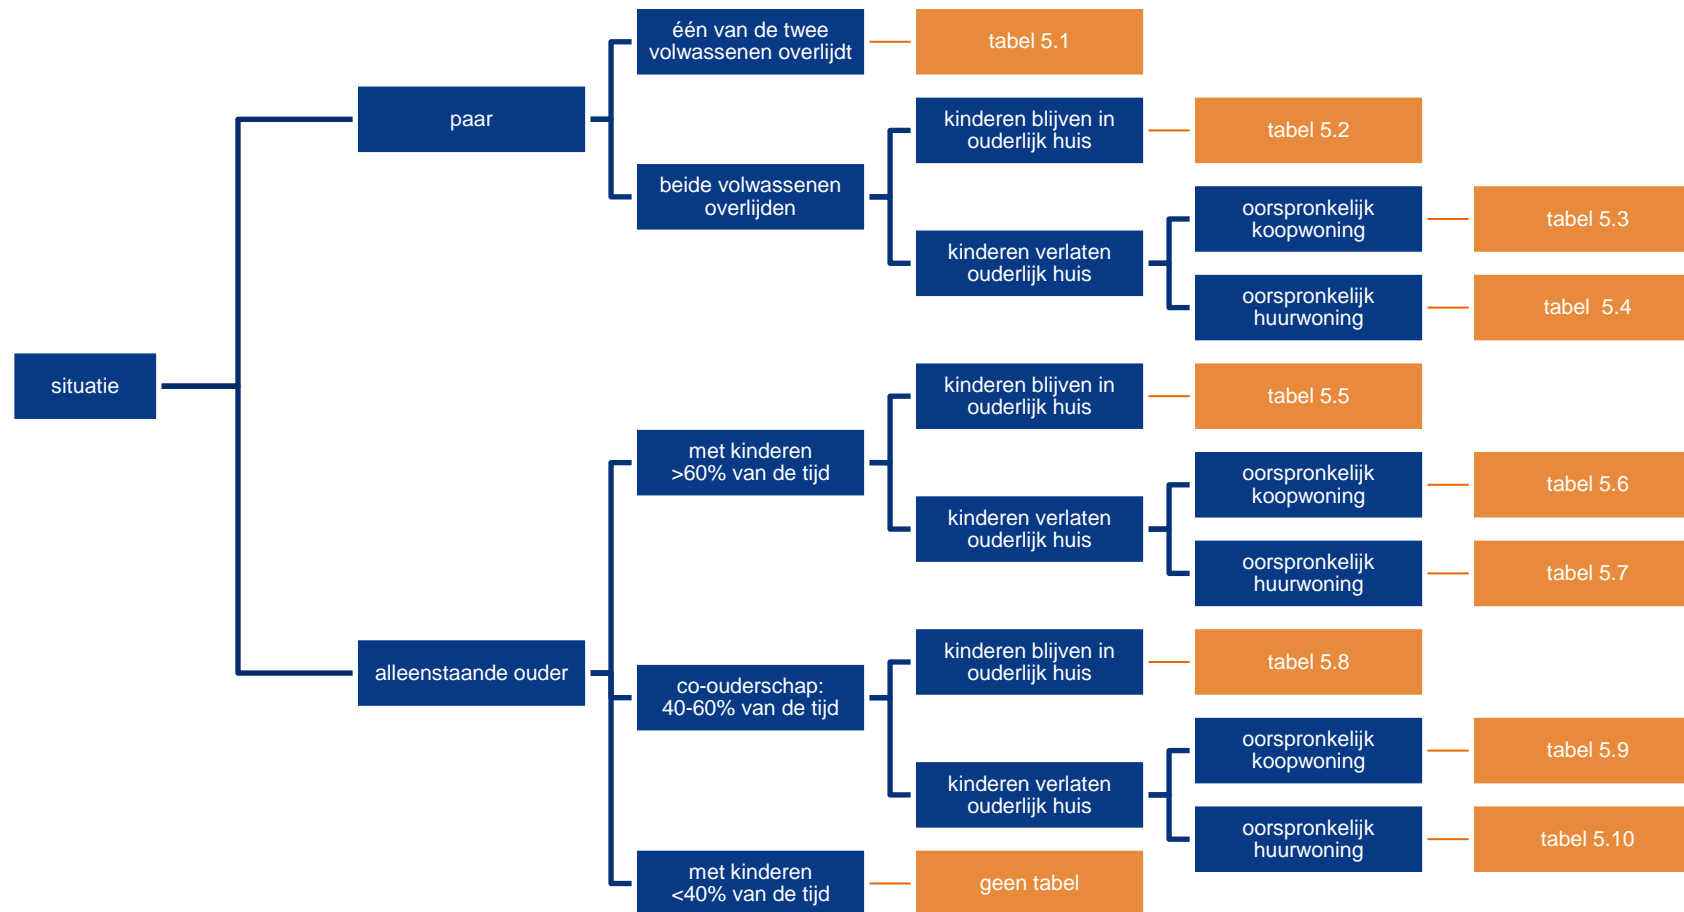 één van de twee
volwassenen overlijdt
tabel 5.1
paar
kinderen blijven in
ouderlijk huis
tabel 5.2
beide volwassenen
overlijden
oorspronkelijk
koopwoning
tabel 5.3
kinderen verlaten
ouderlijk huis
oorspronkelijk
huurwoning
tabel  5.4
situatie
kinderen blijven in
ouderlijk huis
tabel 5.5
met kinderen
>60% van de tijd
oorspronkelijk
koopwoning
tabel 5.6
kinderen verlaten
ouderlijk huis
oorspronkelijk
huurwoning
tabel 5.7
alleenstaande ouder
kinderen blijven in
ouderlijk huis
tabel 5.8
co-ouderschap:
40-60% van de tijd
oorspronkelijk
koopwoning
tabel 5.9
kinderen verlaten
ouderlijk huis
oorspronkelijk
huurwoning
tabel 5.10
met kinderen
<40% van de tijd
geen tabel